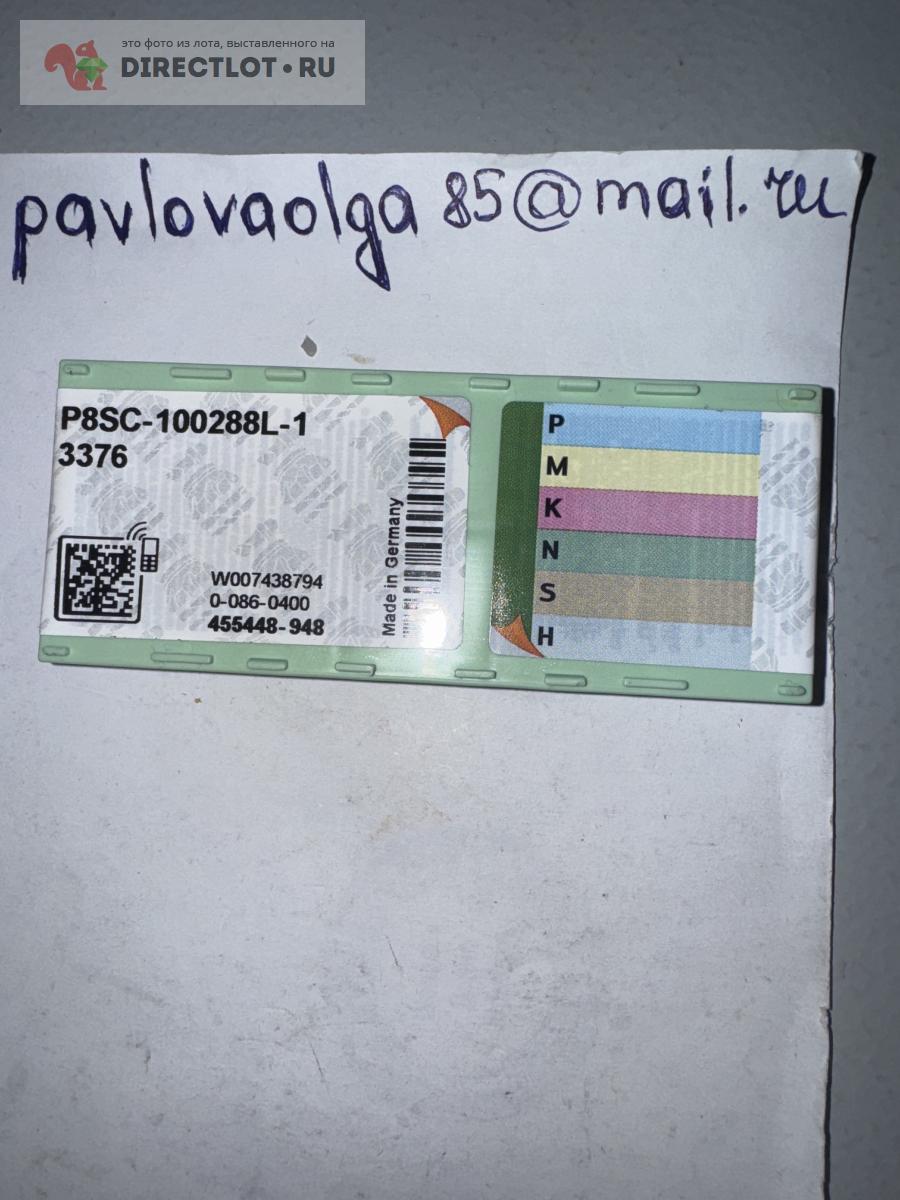 это фото из лота, выставленного на
DIRECTLOT•RU
pavlovaolga 85@mail.ru
P8SC-100288L-1
3376
Made in Germany
W007438794
0-086-0400
455448-948
P
M
K
N
S
H